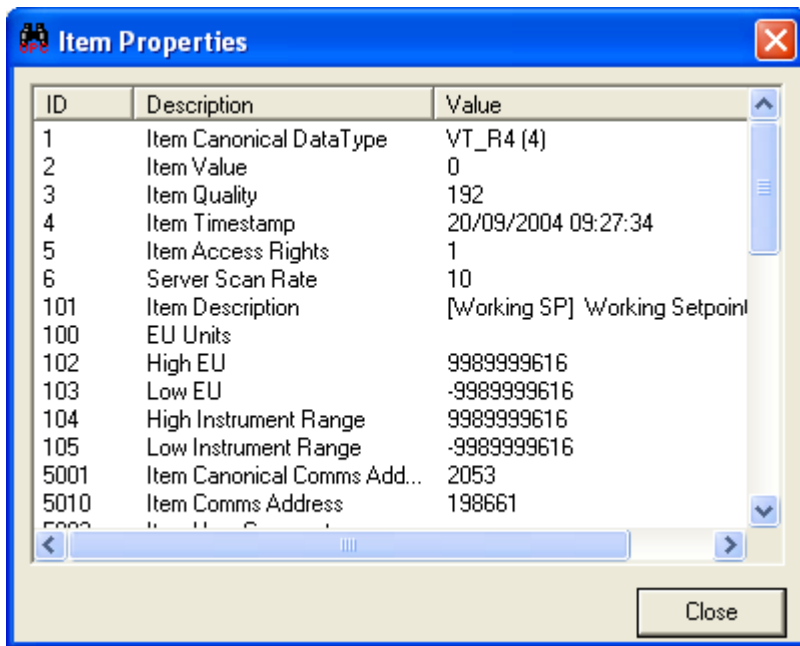 OPC Item Properties
ID Description Value
1 Item Canonical DataType VT_R4 (4)
2 Item Value 0
3 Item Quality 192
4 Item Timestamp 20/09/2004 09:27:34
5 Item Access Rights 1
6 Server Scan Rate 10
101 Item Description [Working SP] Working Setpoint
100 EU Units
102 High EU 9989999616
103 Low EU -9989999616
104 High Instrument Range 9989999616
105 Low Instrument Range -9989999616
5001 Item Canonical Comms Add... 2053
5010 Item Comms Address 198661
Close